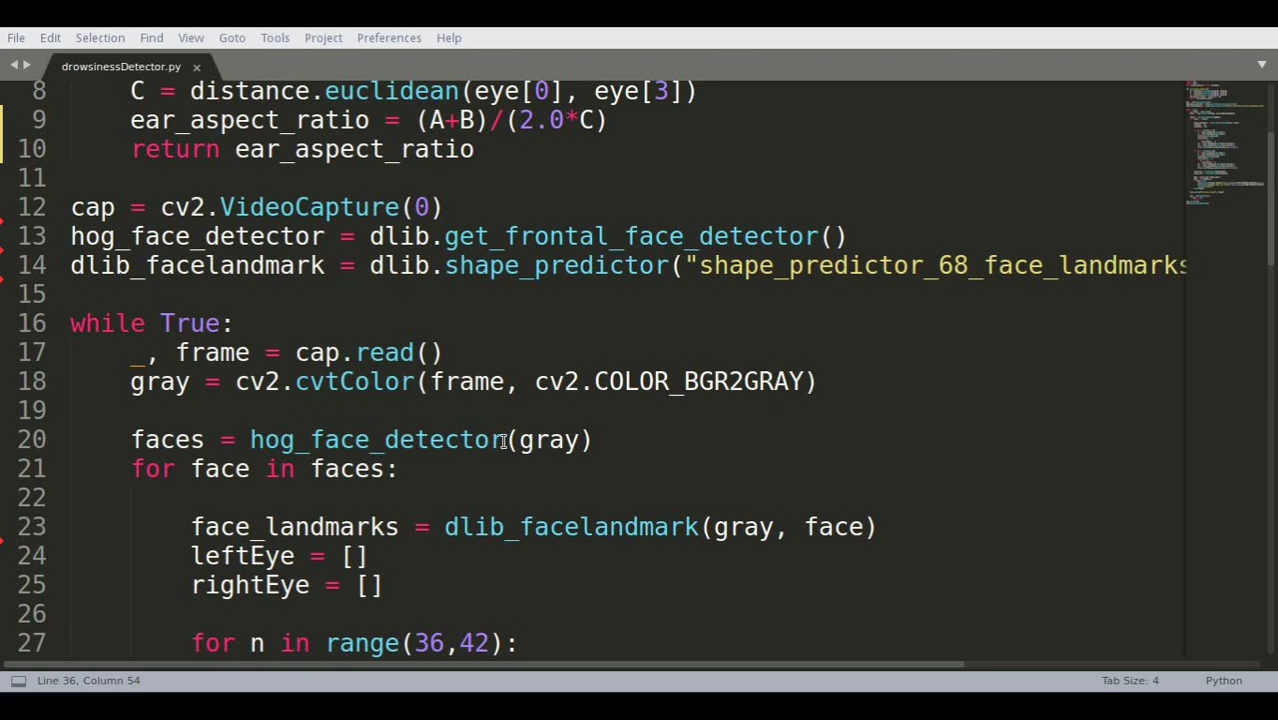 File Edit Selection Find View Goto Tools Project Preferences Help
drowsinessDetector.py ×
8 C = distance.euclidean(eye[0], eye[3])
9 ear_aspect_ratio = (A+B)/(2.0*C)
10 return ear_aspect_ratio
11
12 cap = cv2.VideoCapture(0)
13 hog_face_detector = dlib.get_frontal_face_detector()
14 dlib_facelandmark = dlib.shape_predictor("shape_predictor_68_face_landmarks
15
16 while True:
17 _, frame = cap.read()
18 gray = cv2.cvtColor(frame, cv2.COLOR_BGR2GRAY)
19
20 faces = hog_face_detector(gray)
21 for face in faces:
22
23 face_landmarks = dlib_facelandmark(gray, face)
24 leftEye = []
25 rightEye = []
26
27 for n in range(36,42):
Line 36, Column 54 Tab Size: 4 Python